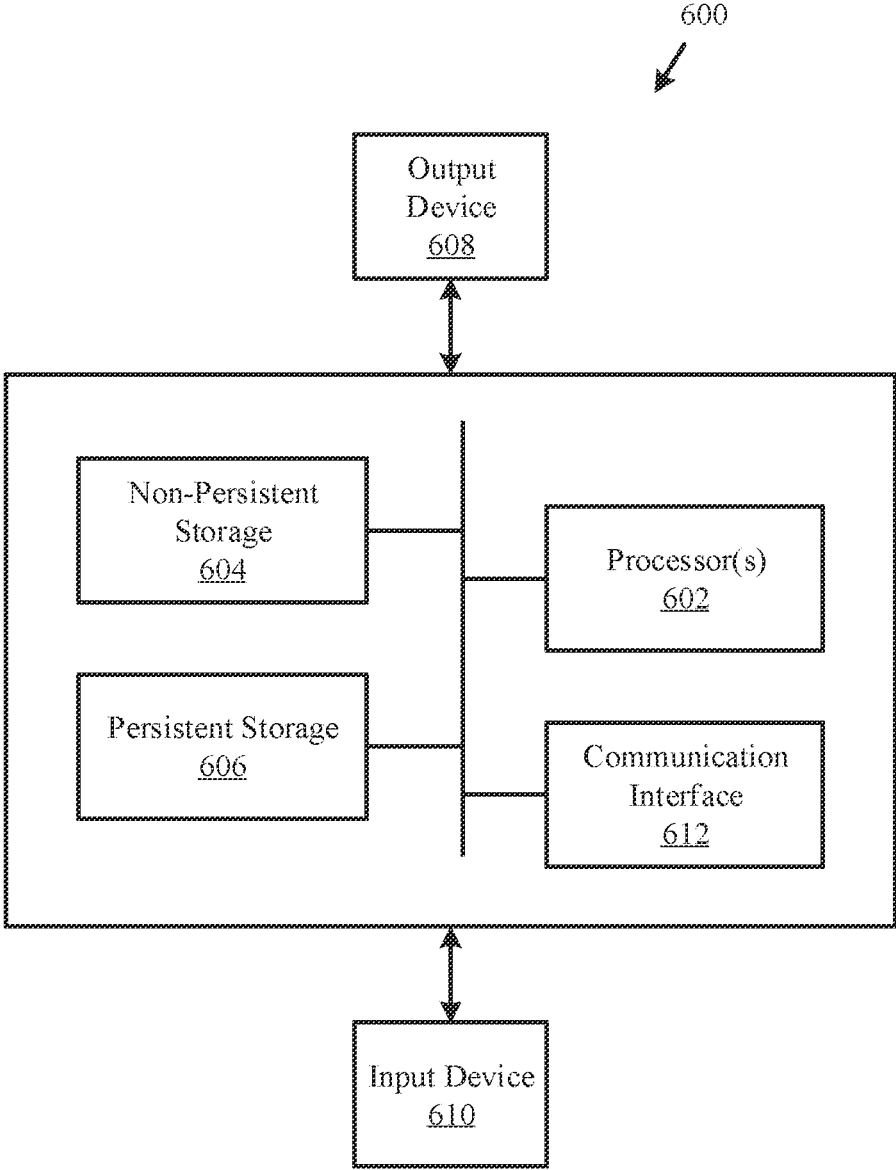 600
Output
Device
608
Non-Persistent
Storage
604
Processor(s)
602
Persistent Storage
606
Communication
Interface
612
Input Device
610